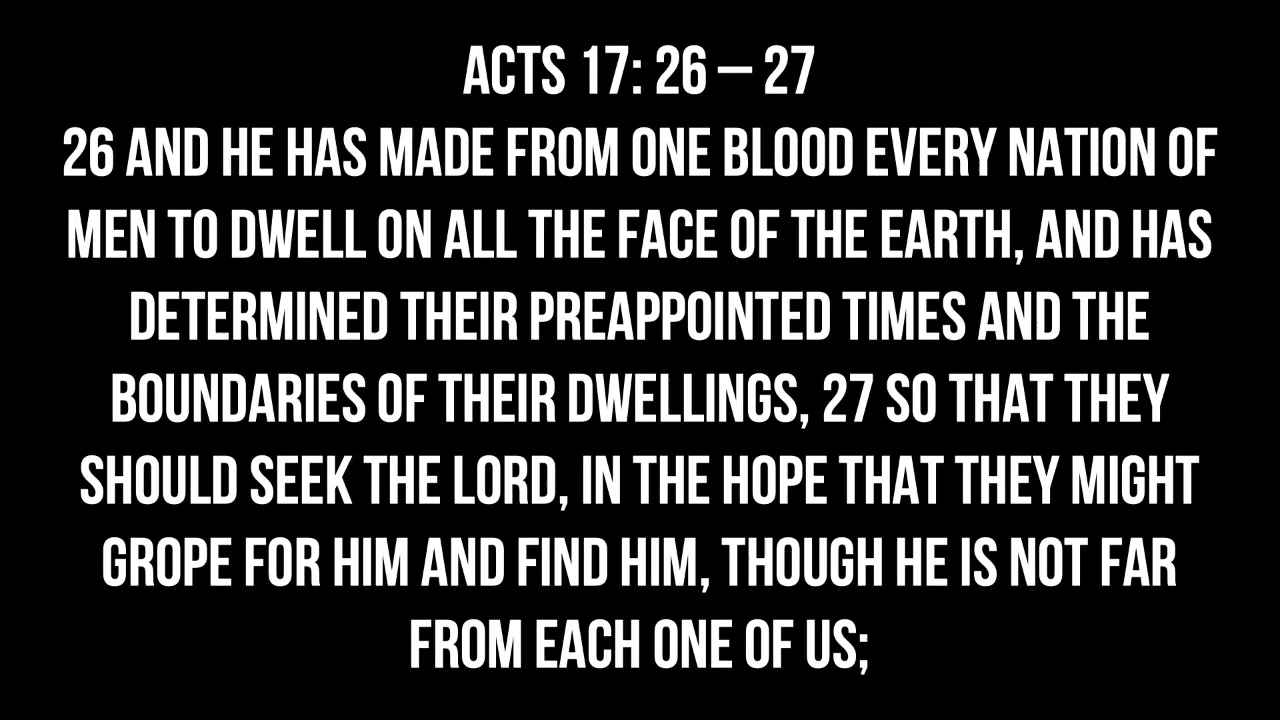 ACTS 17: 26 – 27
26 AND HE HAS MADE FROM ONE BLOOD EVERY NATION OF
MEN TO DWELL ON ALL THE FACE OF THE EARTH, AND HAS
DETERMINED THEIR PREAPPOINTED TIMES AND THE
BOUNDARIES OF THEIR DWELLINGS, 27 SO THAT THEY
SHOULD SEEK THE LORD, IN THE HOPE THAT THEY MIGHT
GROPE FOR HIM AND FIND HIM, THOUGH HE IS NOT FAR
FROM EACH ONE OF US;